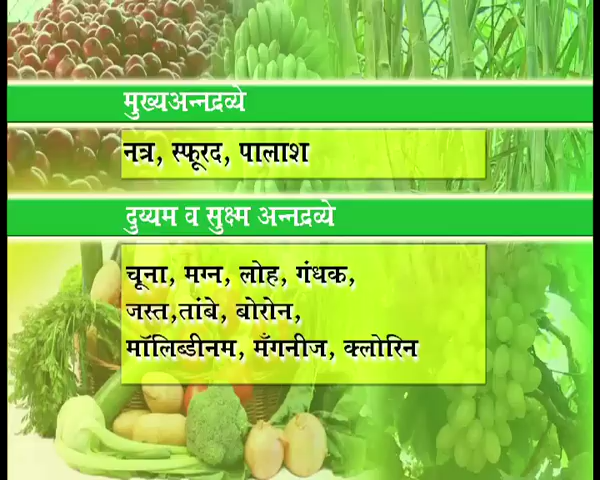 मुख्यअन्नद्रव्ये
नत्र, स्फूरद, पालाश
दुय्यम व सुक्ष्म अन्नद्रव्ये
चूना, मग्न, लोह, गंधक,
जस्त,तांबे, बोरोन,
मॉलिब्डीनम, मँगनीज, क्लोरिन